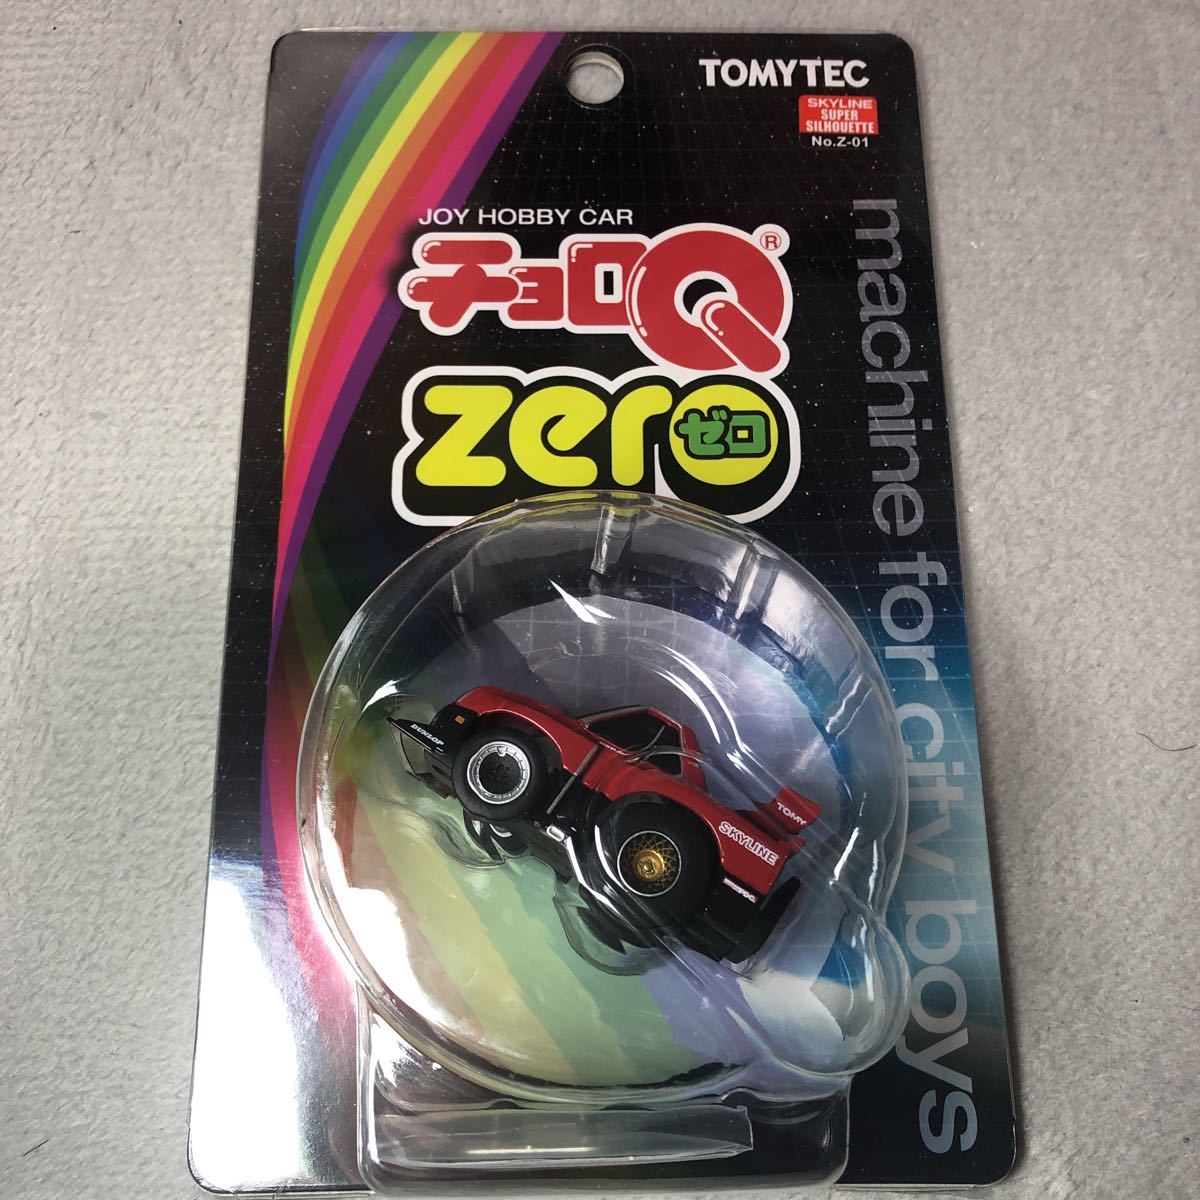 TOMYTEC
SKYLINE
SUPER
SILHOUETTE
No.Z-01
JOY HOBBY CAR
チョロQ®
zero
ゼロ
machine for city boys
DUNLOP
TOMY
SKYLINE